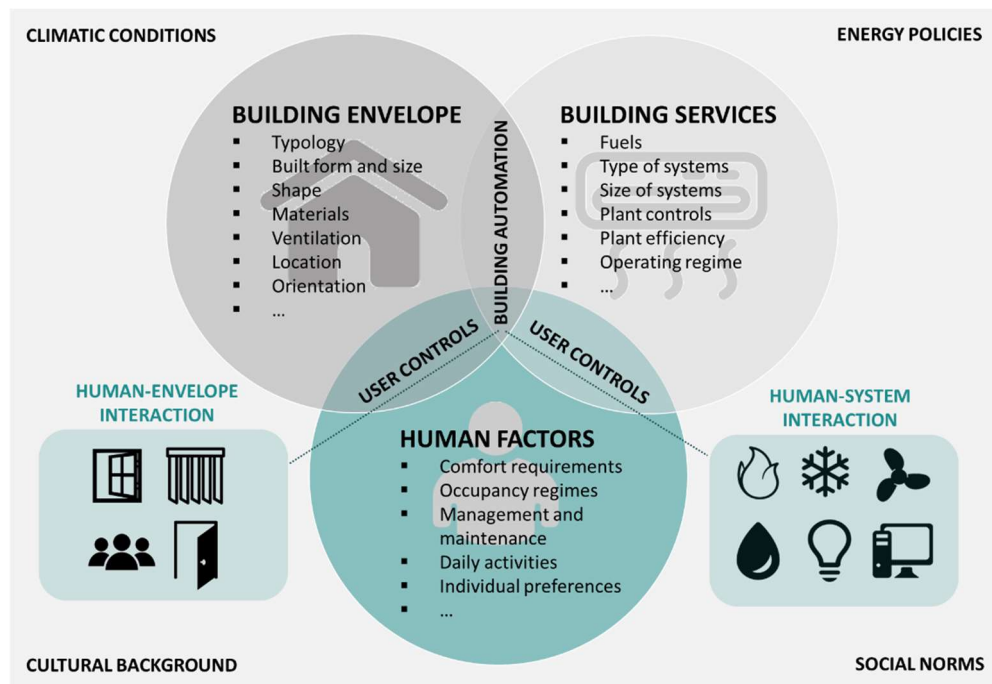 CLIMATIC CONDITIONS
ENERGY POLICIES
BUILDING ENVELOPE
▪ Typology
▪ Built form and size
▪ Shape
▪ Materials
▪ Ventilation
▪ Location
▪ Orientation
▪ ...
BUILDING AUTOMATION
BUILDING SERVICES
▪ Fuels
▪ Type of systems
▪ Size of systems
▪ Plant controls
▪ Plant efficiency
▪ Operating regime
▪ ...
USER CONTROLS
USER CONTROLS
HUMAN-ENVELOPE
INTERACTION
HUMAN-SYSTEM
INTERACTION
HUMAN FACTORS
▪ Comfort requirements
▪ Occupancy regimes
▪ Management and
maintenance
▪ Daily activities
▪ Individual preferences
▪ ...
CULTURAL BACKGROUND
SOCIAL NORMS